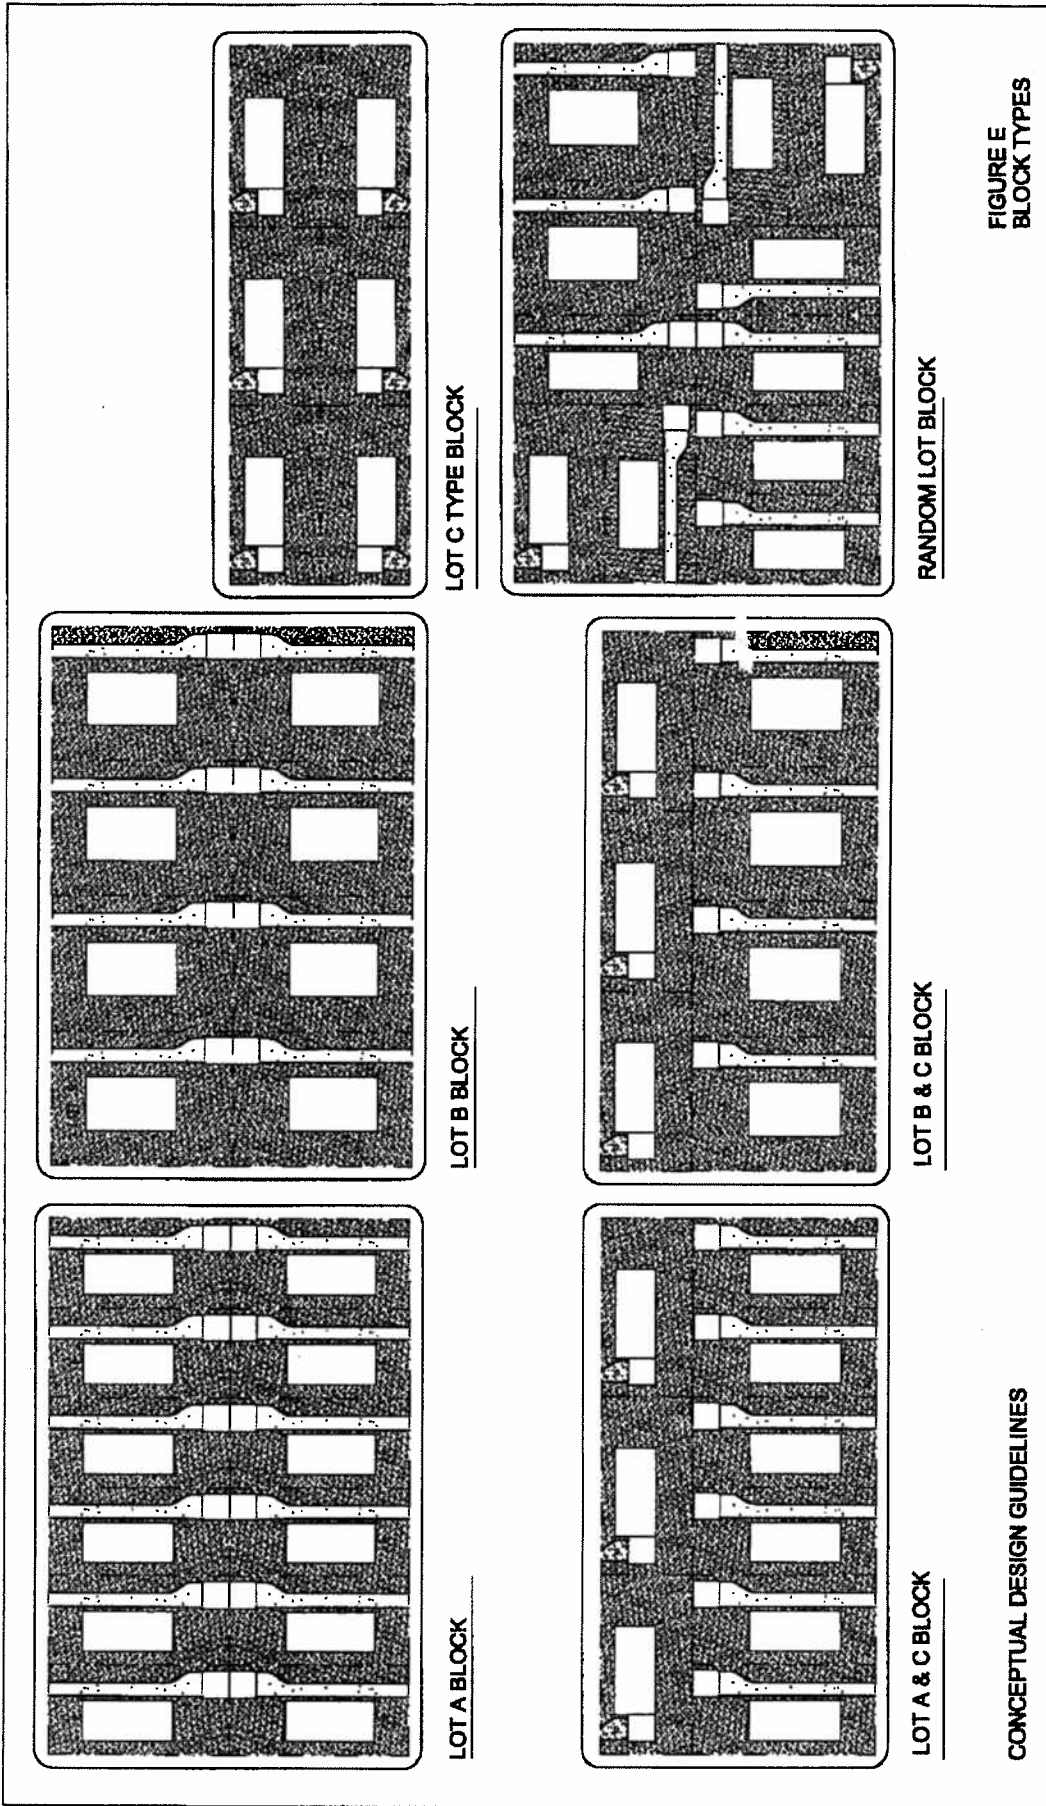 LOT A BLOCK
LOT B BLOCK
LOT C TYPE BLOCK
LOT A & C BLOCK
LOT B & C BLOCK
RANDOM LOT BLOCK
CONCEPTUAL DESIGN GUIDELINES
FIGURE E
BLOCK TYPES